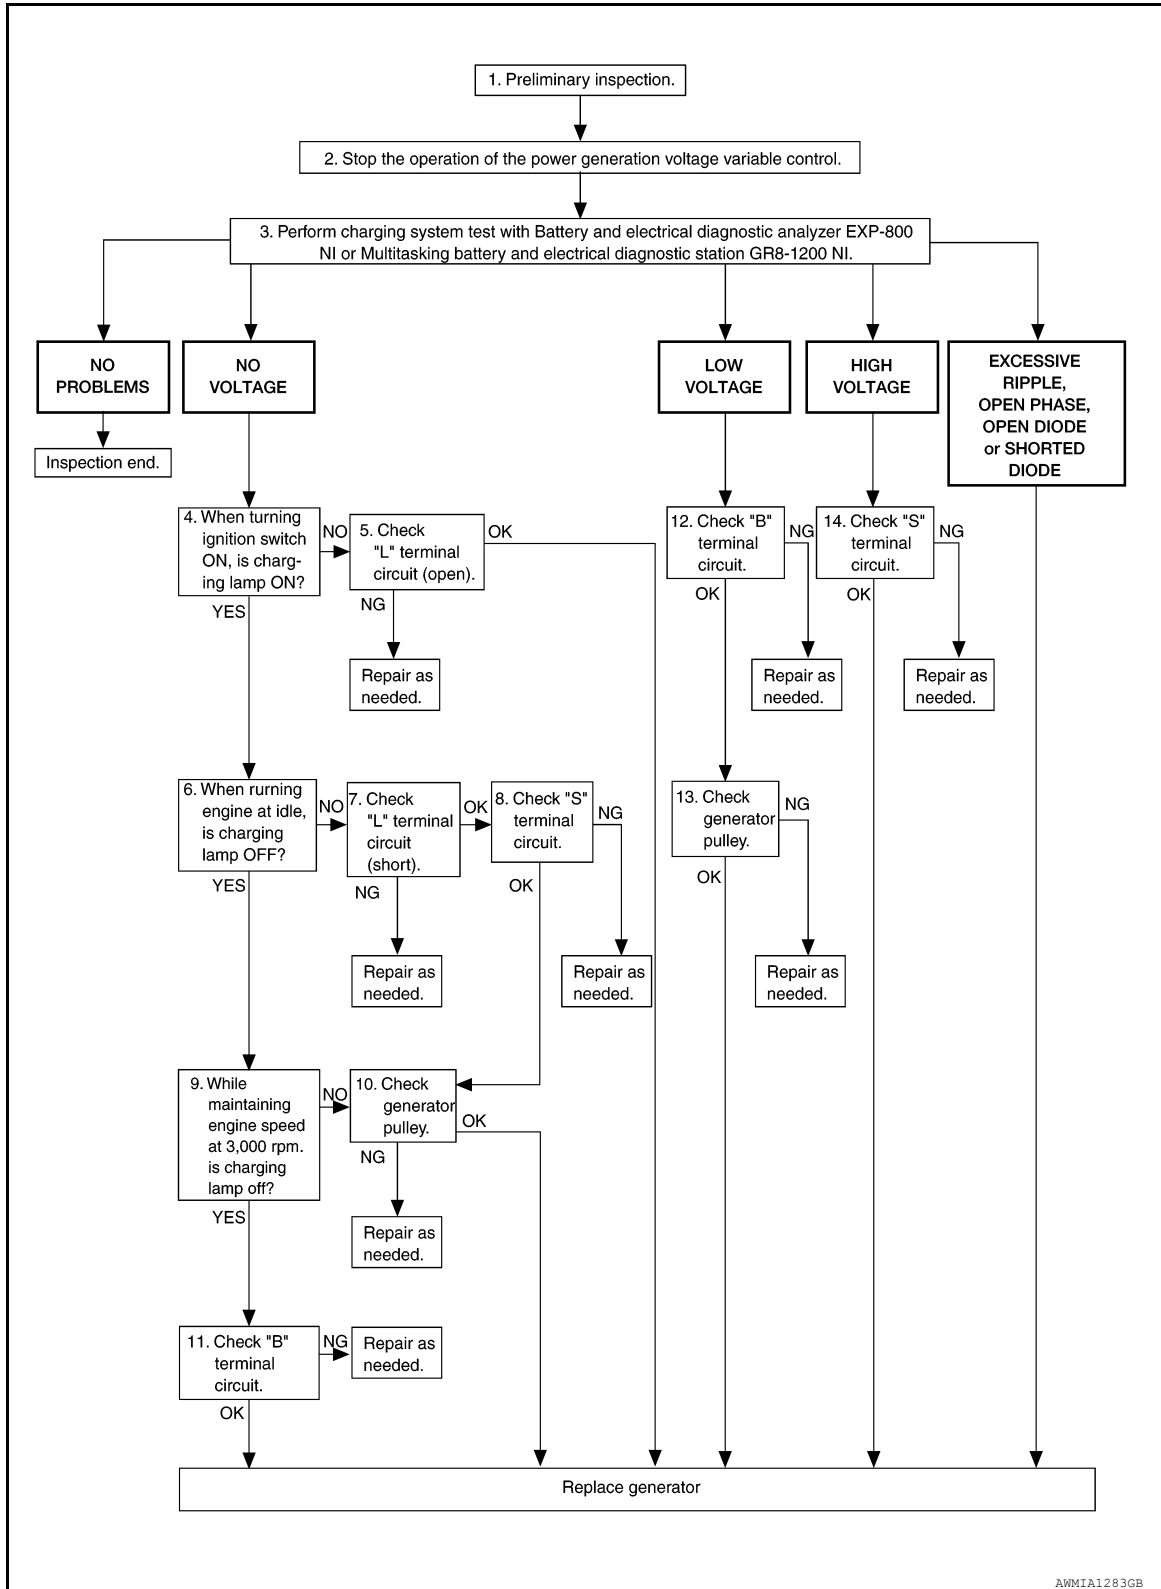 1. Preliminary inspection.
2. Stop the operation of the power generation voltage variable control.
3. Perform charging system test with Battery and electrical diagnostic analyzer EXP-800
NI or Multitasking battery and electrical diagnostic station GR8-1200 NI.
NO
PROBLEMS
NO
VOLTAGE
LOW
VOLTAGE
HIGH
VOLTAGE
EXCESSIVE
RIPPLE,
OPEN PHASE,
OPEN DIODE
or SHORTED
DIODE
Inspection end.
4. When turning
ignition switch
ON, is charg-
ing lamp ON?
NO
YES
5. Check
"L" terminal
circuit (open).
OK
NG
Repair as
needed.
12. Check "B"
terminal
circuit.
NG
OK
Repair as
needed.
14. Check "S"
terminal
circuit.
NG
OK
Repair as
needed.
6. When rurning
engine at idle,
is charging
lamp OFF?
NO
YES
7. Check
"L" terminal
circuit
(short).
OK
NG
Repair as
needed.
8. Check "S"
terminal
circuit.
NG
OK
Repair as
needed.
13. Check
generator
pulley.
NG
OK
Repair as
needed.
9. While
maintaining
engine speed
at 3,000 rpm.
is charging
lamp off?
NO
YES
10. Check
generator
pulley.
OK
NG
Repair as
needed.
11. Check "B"
terminal
circuit.
NG
OK
Repair as
needed.
Replace generator
AWMIA1283GB